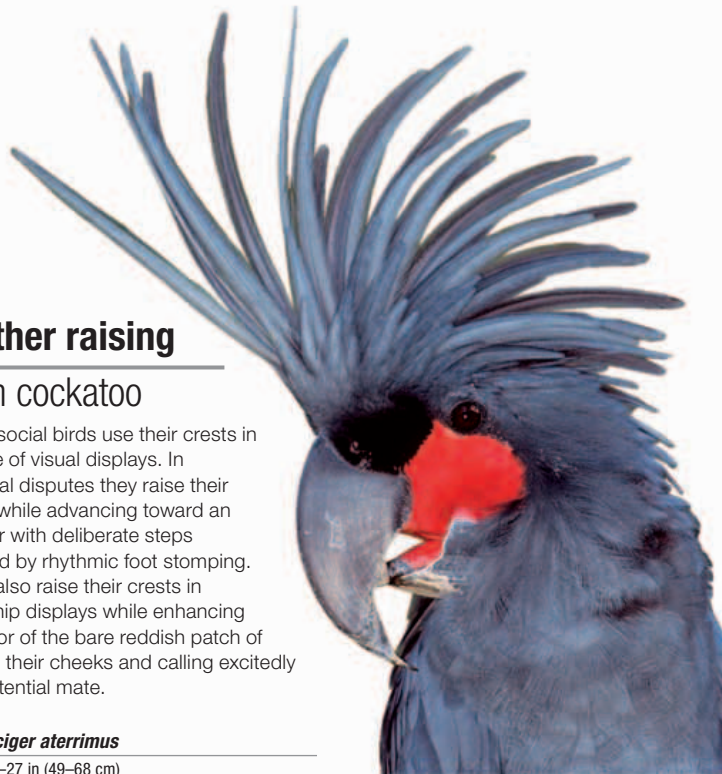 ther raising
n cockatoo
social birds use their crests in
e of visual displays. In
al disputes they raise their
while advancing toward an
r with deliberate steps
d by rhythmic foot stomping.
also raise their crests in
hip displays while enhancing
or of the bare reddish patch of
their cheeks and calling excitedly
tential mate.
ciger aterrimus
–27 in (49–68 cm)